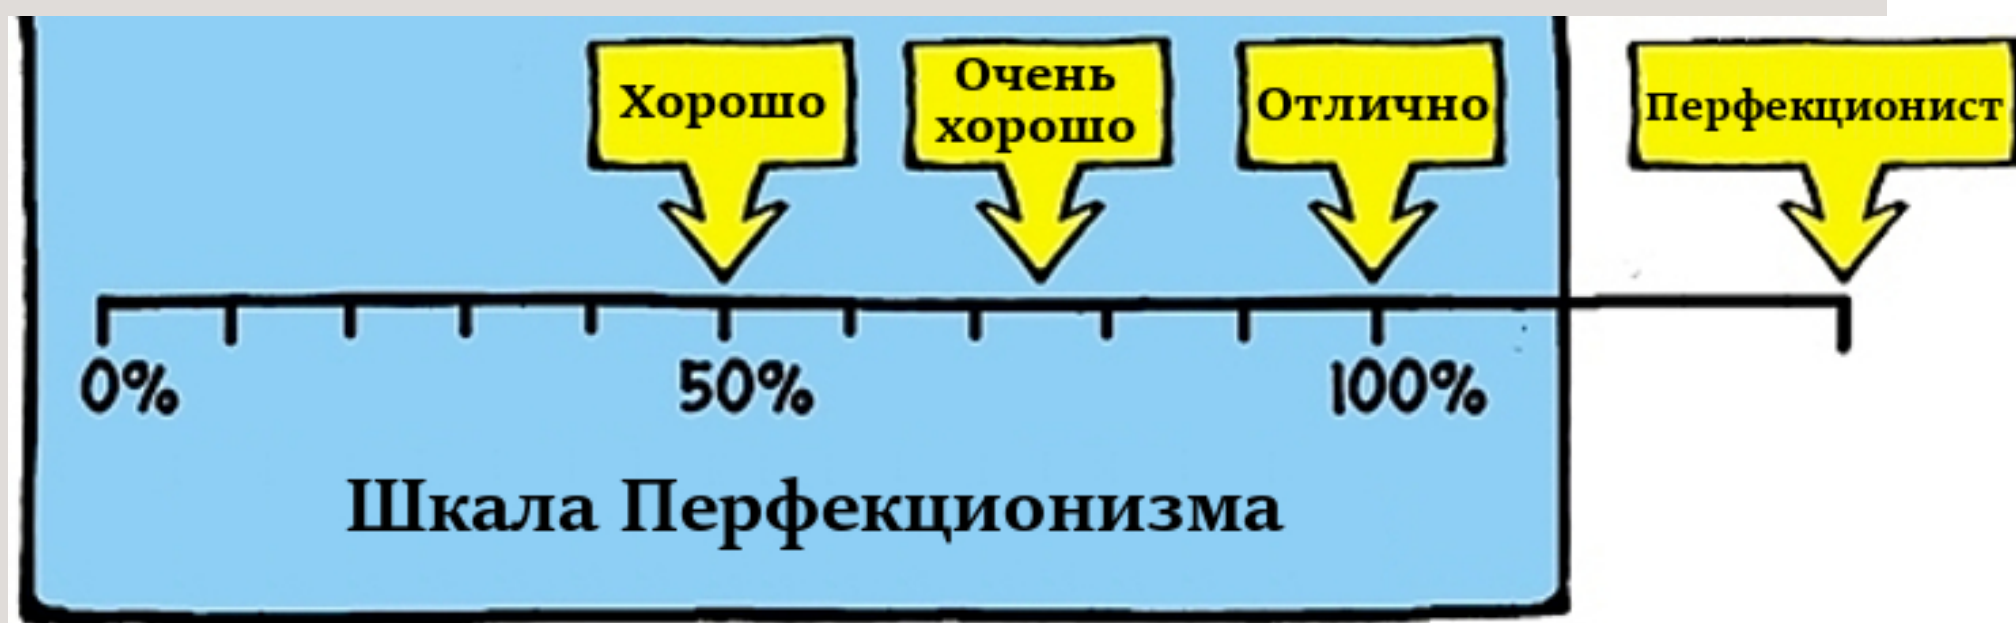 Хорошо
Очень
хорошо
Отлично
Перфекционист
0%
50%
100%
Шкала Перфекционизма